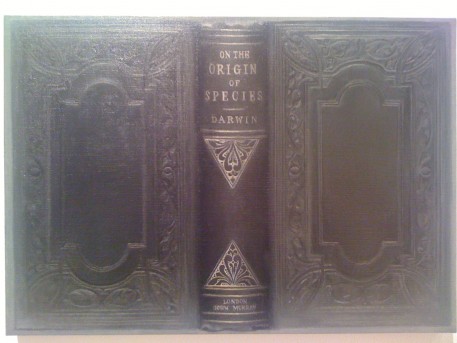 ON THE
ORIGIN
OF
SPECIES.
DARWIN
LONDON
JOHN MURRAY